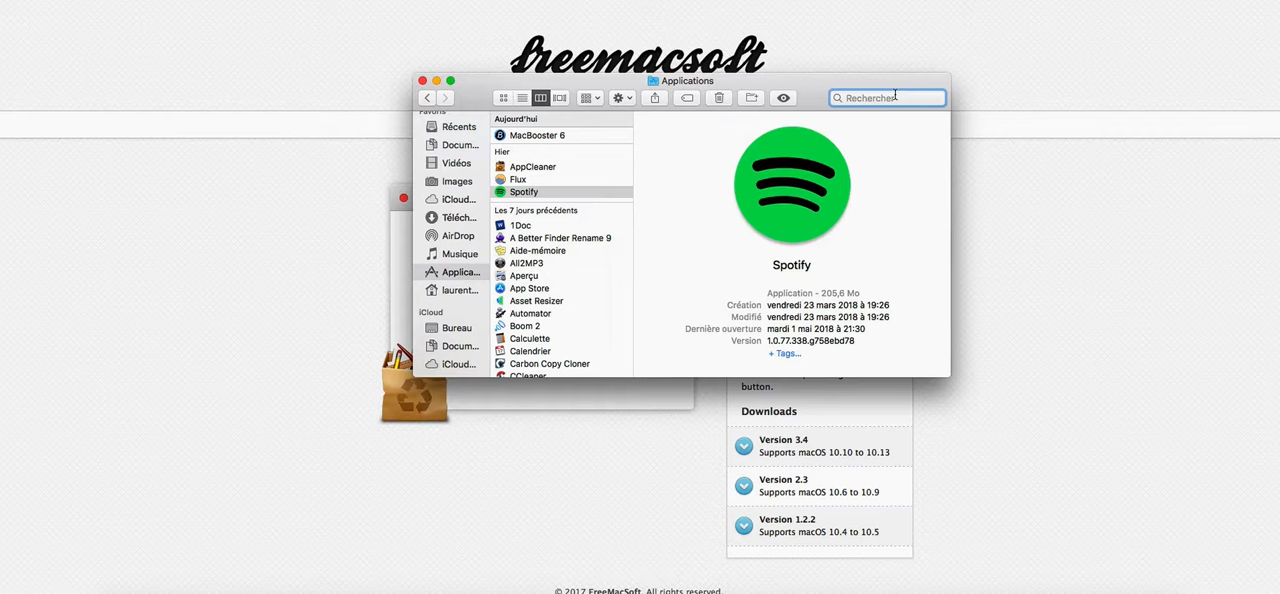 freemacsoft
Applications
Rechercher
Favoris
Récents
Docum...
Vidéos
Images
iCloud...
Téléch...
AirDrop
Musique
Applica...
laurent...
iCloud
Bureau
Docum...
iCloud...
Aujourd'hui
MacBooster 6
Hier
AppCleaner
Flux
Spotify
Les 7 jours précédents
1Doc
A Better Finder Rename 9
Aide-mémoire
All2MP3
Aperçu
App Store
Asset Resizer
Automator
Boom 2
Calculette
Calendrier
Carbon Copy Cloner
CCleaner
Spotify
Application - 205,6 Mo
Création vendredi 23 mars 2018 à 19:26
Modifié vendredi 23 mars 2018 à 19:26
Dernière ouverture mardi 1 mai 2018 à 21:30
Version 1.0.77.338.g758ebd78
+ Tags...
button.
Downloads
Version 3.4
Supports macOS 10.10 to 10.13
Version 2.3
Supports macOS 10.6 to 10.9
Version 1.2.2
Supports macOS 10.4 to 10.5
© 2017 FreeMacSoft. All rights reserved.